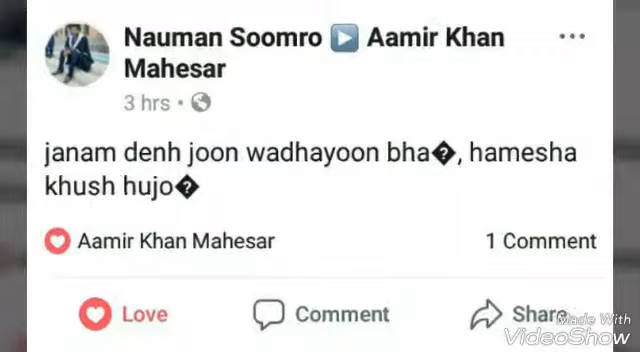 Nauman Soomro ▶ Aamir Khan
Mahesar
3 hrs •
janam denh joon wadhayoon bha�, hamesha
khush hujo�
Aamir Khan Mahesar 1 Comment
Love Comment Share
Made With
VideoShow